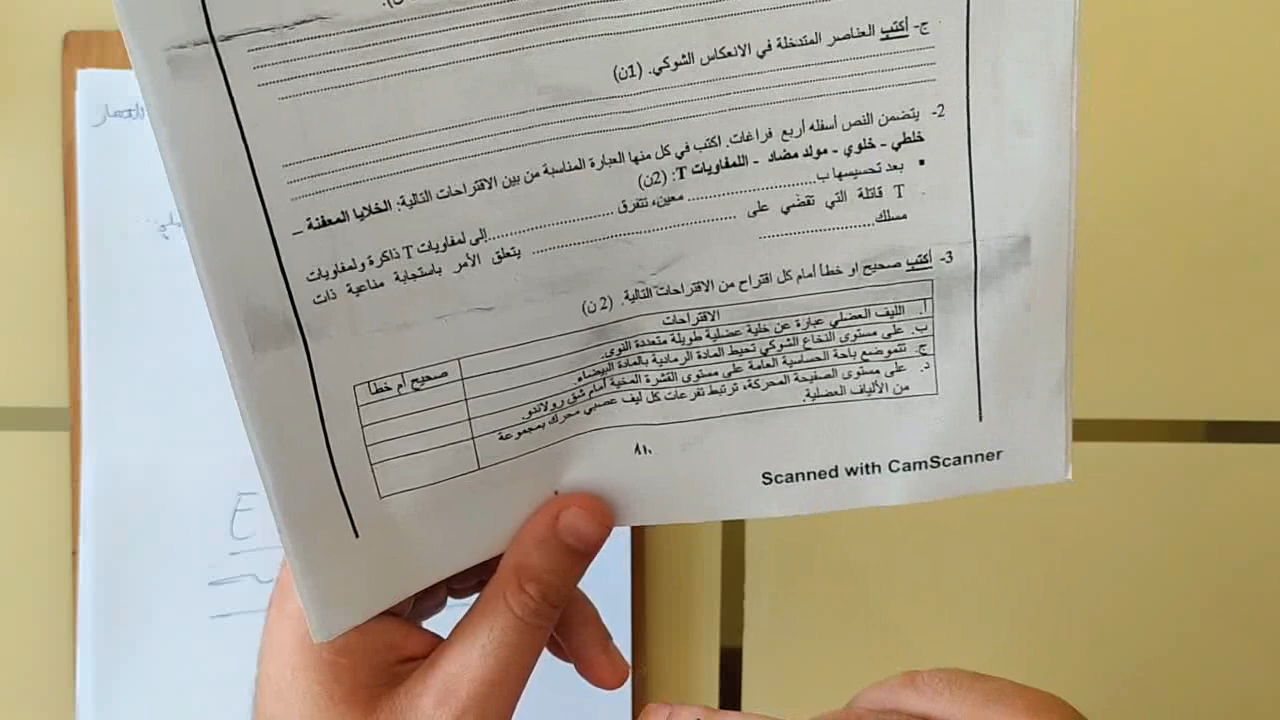 ن).
ج- أكتب العناصر المتدخلة في الانعكاس الشوكي. (1ن)
2- يتضمن النص أسفله أربع فراغات. اكتب في كل منها العبارة المناسبة من بين الاقتراحات التالية: الخلايا المعفنة –
خلطي - خلوي - مولد مضاد - اللمفاويات T: (2ن)
▪ بعد تحسيسها ب.................... معين، تتفرق ....................إلى لمفاويات T ذاكرة ولمفاويات
T قاتلة التي تقضي على .................... يتعلق الأمر باستجابة مناعية ذات
مسلك....................
3- أكتب صحيح او خطأ أمام كل اقتراح من الاقتراحات التالية. (2 ن)
الاقتراحات
صحيح أم خطأ
أ. الليف العضلي عبارة عن خلية عضلية طويلة متعددة النوى.
ب. على مستوى النخاع الشوكي تحيط المادة الرمادية بالمادة البيضاء.
ج. تتموضع باحة الحساسية العامة على مستوى القشرة المخية أمام شق رولاندو.
د. على مستوى الصفيحة المحركة، ترتبط تفرعات كل ليف عصبي محرك بمجموعة
من الألياف العضلية.
Scanned with CamScanner
E